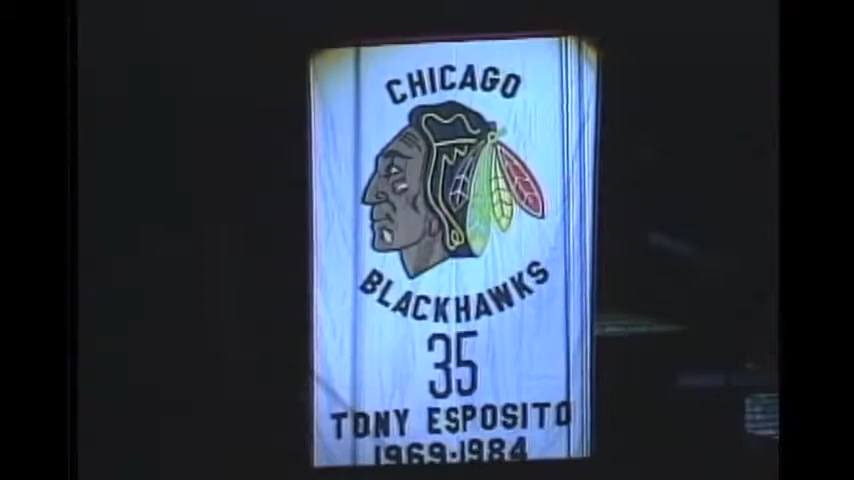 CHICAGO
BLACKHAWKS
35
TONY ESPOSITO
1969-1984